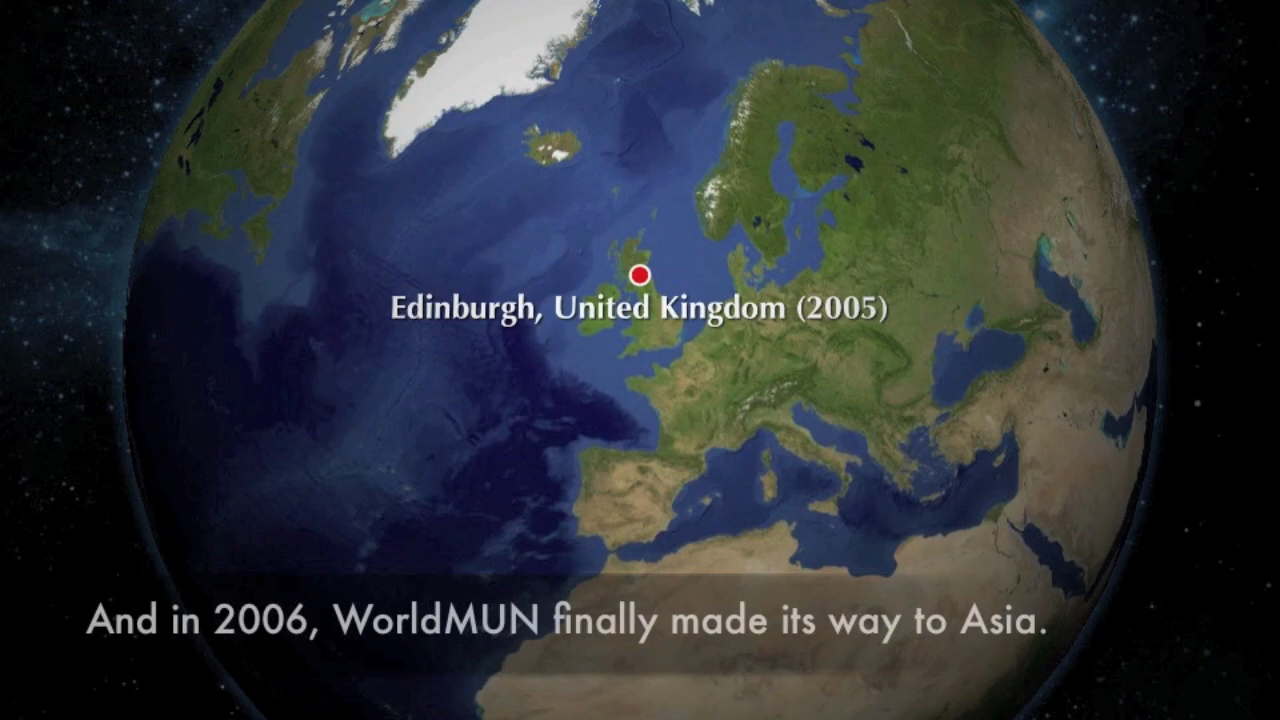 Edinburgh, United Kingdom (2005)
And in 2006, WorldMUN finally made its way to Asia.